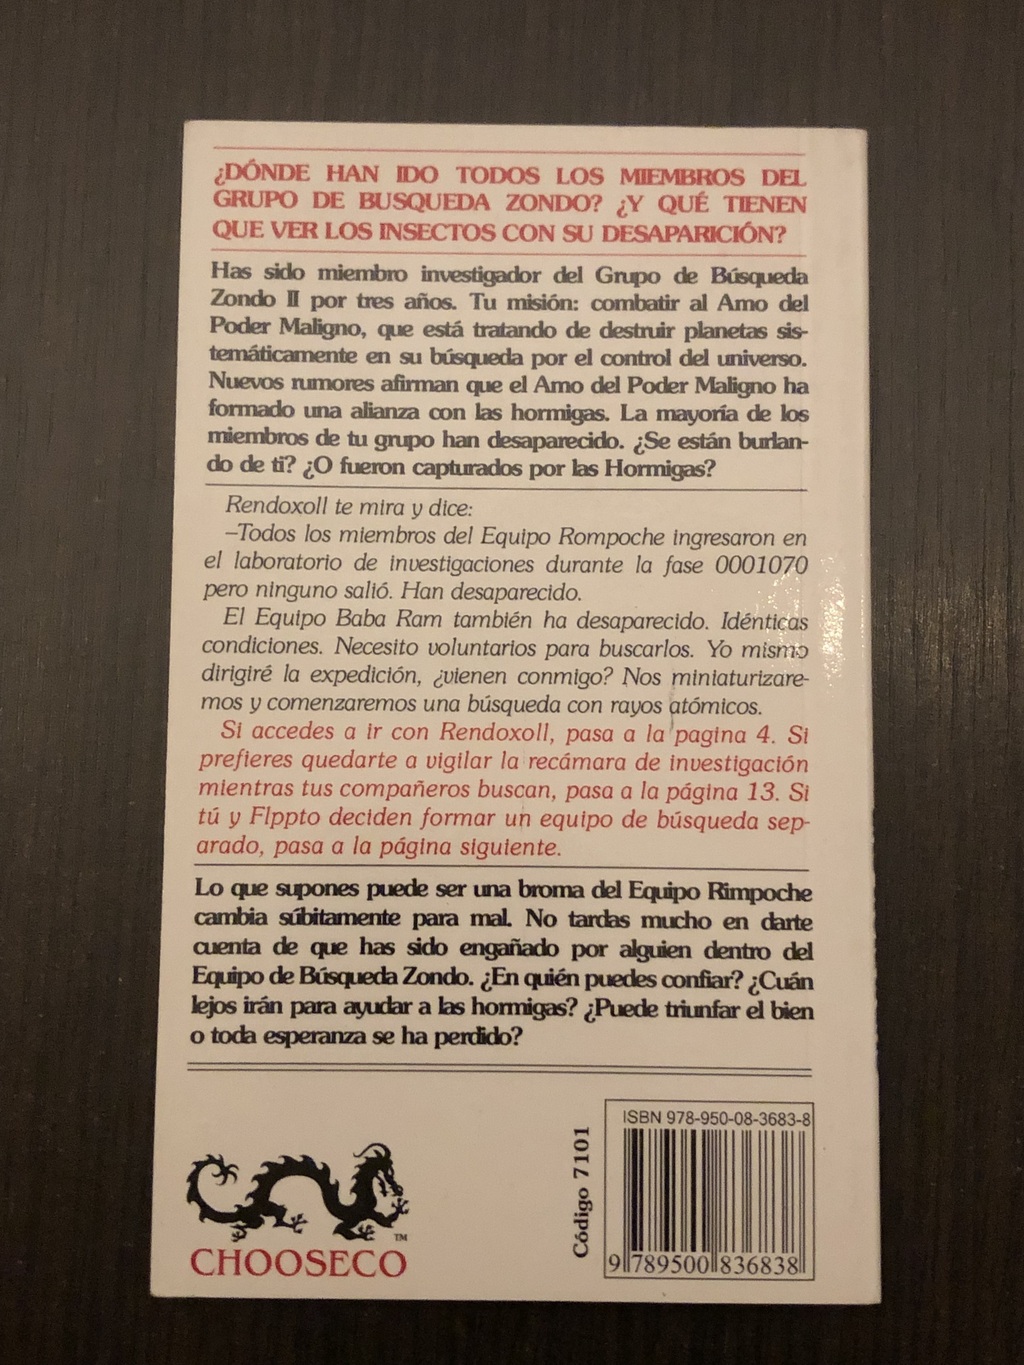 ¿DÓNDE HAN IDO TODOS LOS MIEMBROS DEL
GRUPO DE BUSQUEDA ZONDO? ¿Y QUÉ TIENEN
QUE VER LOS INSECTOS CON SU DESAPARICIÓN?
Has sido miembro investigador del Grupo de Búsqueda
Zondo II por tres años. Tu misión: combatir al Amo del
Poder Maligno, que está tratando de destruir planetas sis-
temáticamente en su búsqueda por el control del universo.
Nuevos rumores afirman que el Amo del Poder Maligno ha
formado una alianza con las hormigas. La mayoría de los
miembros de tu grupo han desaparecido. ¿Se están burlan-
do de ti? ¿O fueron capturados por las Hormigas?
Rendoxoll te mira y dice:
–Todos los miembros del Equipo Rompoche ingresaron en
el laboratorio de investigaciones durante la fase 0001070
pero ninguno salió. Han desaparecido.
El Equipo Baba Ram también ha desaparecido. Idénticas
condiciones. Necesito voluntarios para buscarlos. Yo mismo
dirigiré la expedición, ¿vienen conmigo? Nos miniaturizare-
mos y comenzaremos una búsqueda con rayos atómicos.
Si accedes a ir con Rendoxoll, pasa a la pagina 4. Si
prefieres quedarte a vigilar la recámara de investigación
mientras tus compañeros buscan, pasa a la página 13. Si
tú y Flppto deciden formar un equipo de búsqueda sep-
arado, pasa a la página siguiente.
Lo que supones puede ser una broma del Equipo Rimpoche
cambia súbitamente para mal. No tardas mucho en darte
cuenta de que has sido engañado por alguien dentro del
Equipo de Búsqueda Zondo. ¿En quién puedes confiar? ¿Cuán
lejos irán para ayudar a las hormigas? ¿Puede triunfar el bien
o toda esperanza se ha perdido?
TM
CHOOSECO
Código 7101
ISBN 978-950-08-3683-8
9 789500 836838